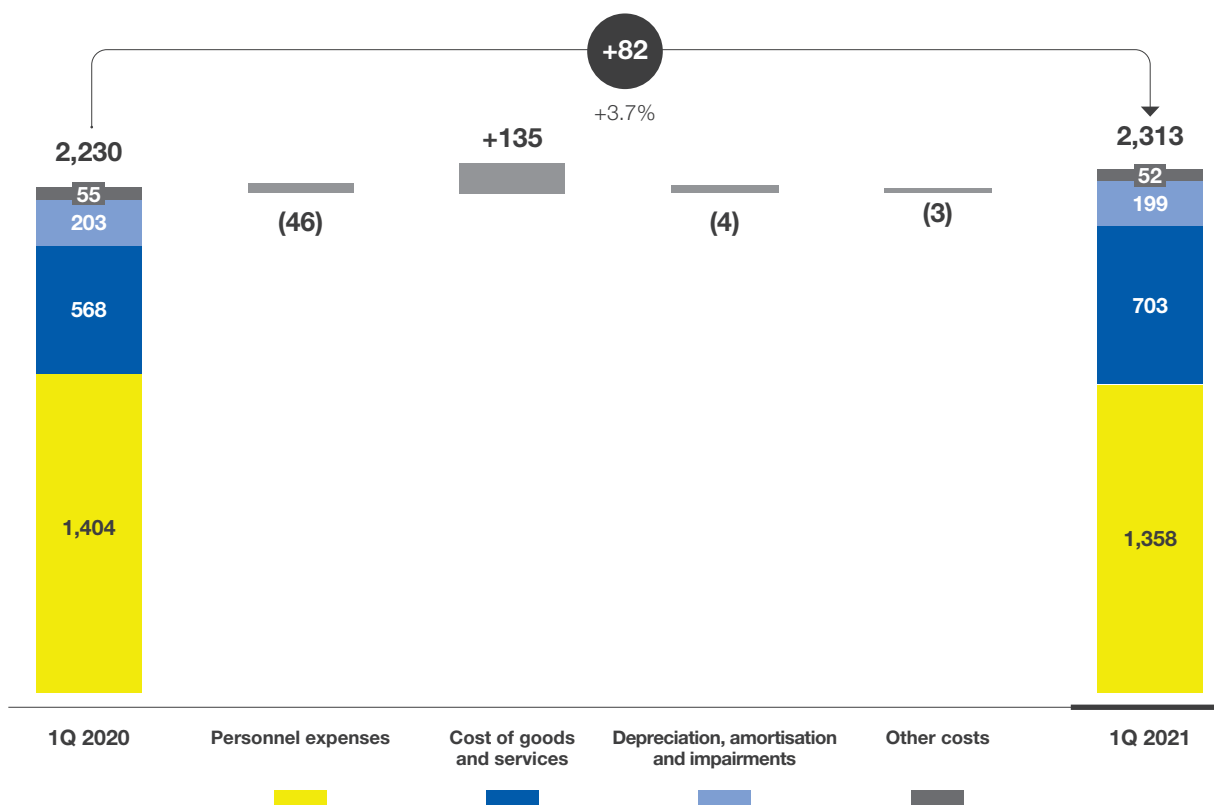 +82
+3.7%
2,230
+135
2,313
55
203
568
1,404
(46)
(4)
(3)
52
199
703
1,358
1Q 2020
Personnel expenses
Cost of goods
and services
Depreciation, amortisation
and impairments
Other costs
1Q 2021